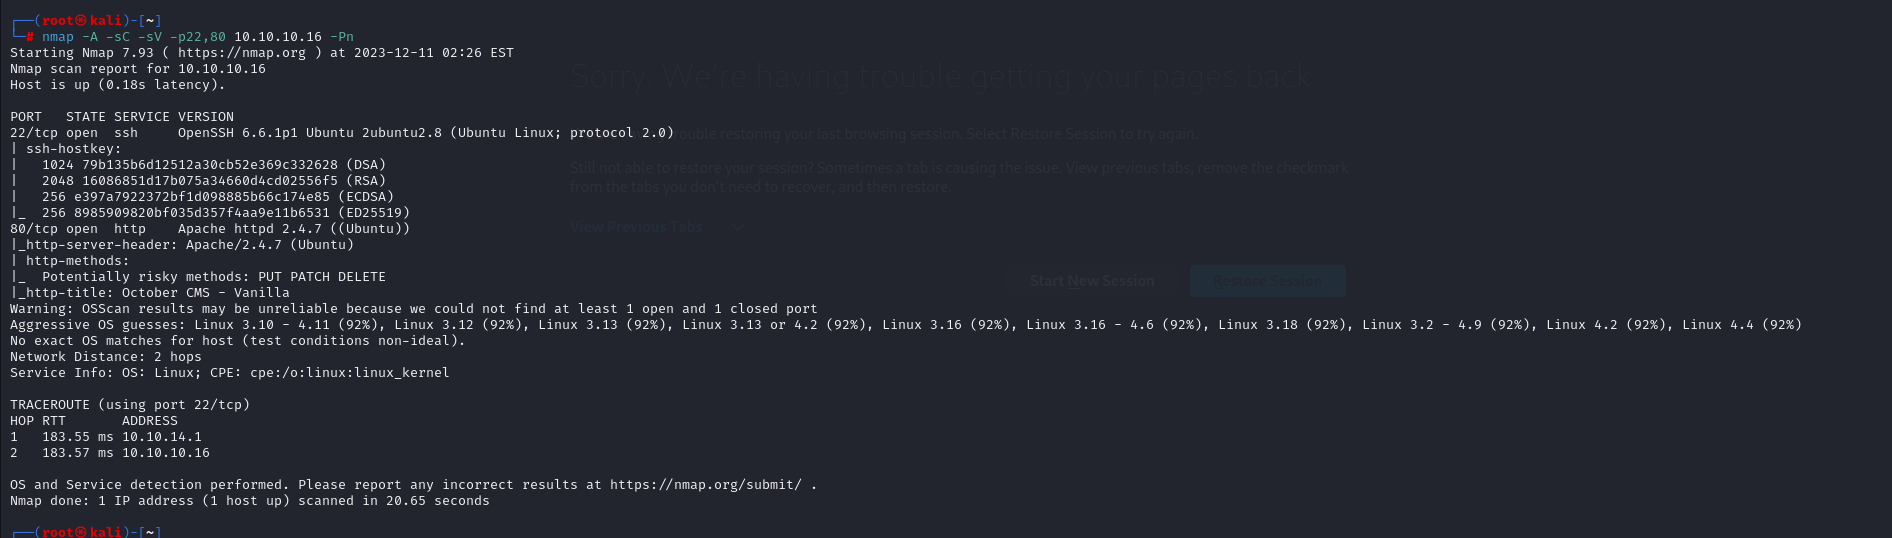 ┌──(root㉿kali)-[~]
└─# nmap -A -sC -sV -p22,80 10.10.10.16 -Pn
Starting Nmap 7.93 ( https://nmap.org ) at 2023-12-11 02:26 EST
Nmap scan report for 10.10.10.16
Host is up (0.18s latency).
PORT   STATE SERVICE VERSION
22/tcp open  ssh     OpenSSH 6.6.1p1 Ubuntu 2ubuntu2.8 (Ubuntu Linux; protocol 2.0)
| ssh-hostkey:
|   1024 79b135b6d12512a30cb52e369c332628 (DSA)
|   2048 16086851d17b075a34660d4cd02556f5 (RSA)
|   256 e397a7922372bf1d098885b66c174e85 (ECDSA)
|_  256 8985909820bf035d357f4aa9e11b6531 (ED25519)
80/tcp open  http    Apache httpd 2.4.7 ((Ubuntu))
|_http-server-header: Apache/2.4.7 (Ubuntu)
| http-methods:
|_  Potentially risky methods: PUT PATCH DELETE
|_http-title: October CMS - Vanilla
Warning: OSScan results may be unreliable because we could not find at least 1 open and 1 closed port
Aggressive OS guesses: Linux 3.10 - 4.11 (92%), Linux 3.12 (92%), Linux 3.13 (92%), Linux 3.13 or 4.2 (92%), Linux 3.16 (92%), Linux 3.16 - 4.6 (92%), Linux 3.18 (92%), Linux 3.2 - 4.9 (92%), Linux 4.2 (92%), Linux 4.4 (92%)
No exact OS matches for host (test conditions non-ideal).
Network Distance: 2 hops
Service Info: OS: Linux; CPE: cpe:/o:linux:linux_kernel
TRACEROUTE (using port 22/tcp)
HOP RTT       ADDRESS
1   183.55 ms 10.10.14.1
2   183.57 ms 10.10.10.16
OS and Service detection performed. Please report any incorrect results at https://nmap.org/submit/ .
Nmap done: 1 IP address (1 host up) scanned in 20.65 seconds
┌──(root㉿kali)-[~]
Sorry. We're having trouble getting your pages back
trouble restoring your last browsing session. Select Restore Session to try again.
Still not able to restore your session? Sometimes a tab is causing the issue. View previous tabs, remove the checkmark
from the tabs you don't need to recover, and then restore.
View Previous Tabs
Start New Session
Restore Session